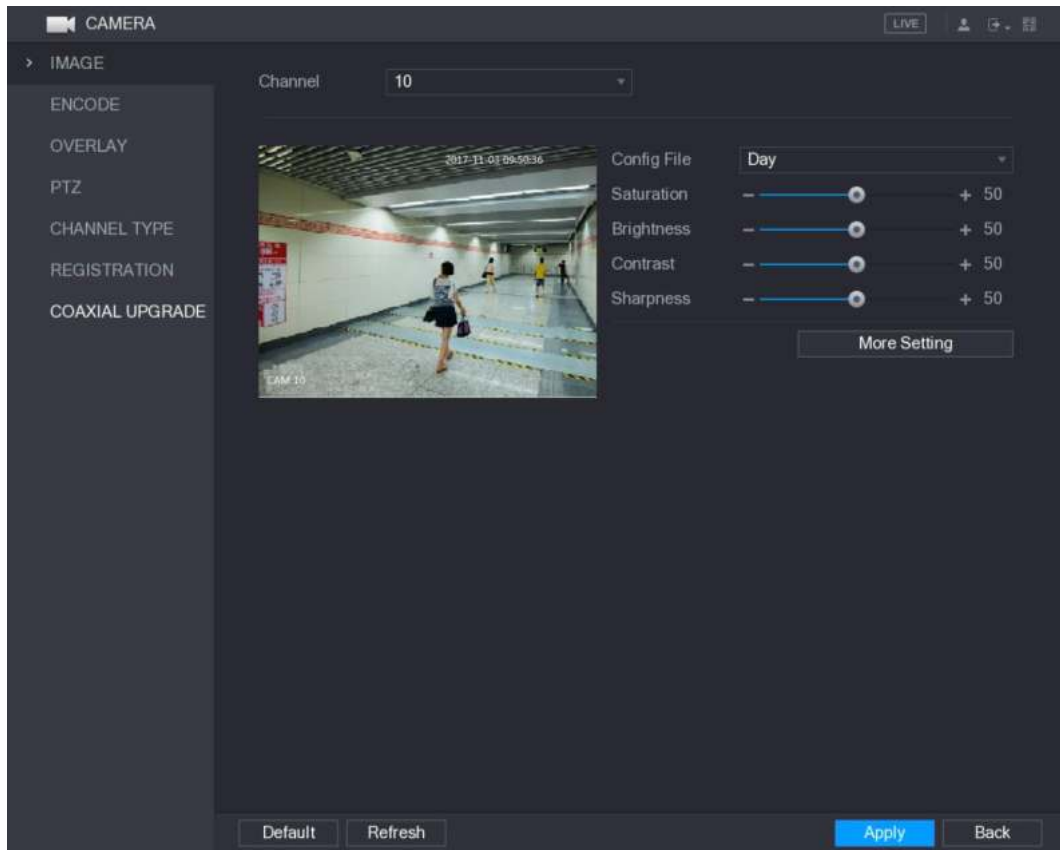 CAMERA
LIVE
IMAGE
ENCODE
OVERLAY
PTZ
CHANNEL TYPE
REGISTRATION
COAXIAL UPGRADE
Channel 10
2017-11-03 09:50:36
CAM 10
Config File Day
Saturation − + 50
Brightness − + 50
Contrast − + 50
Sharpness − + 50
More Setting
Default Refresh Apply Back